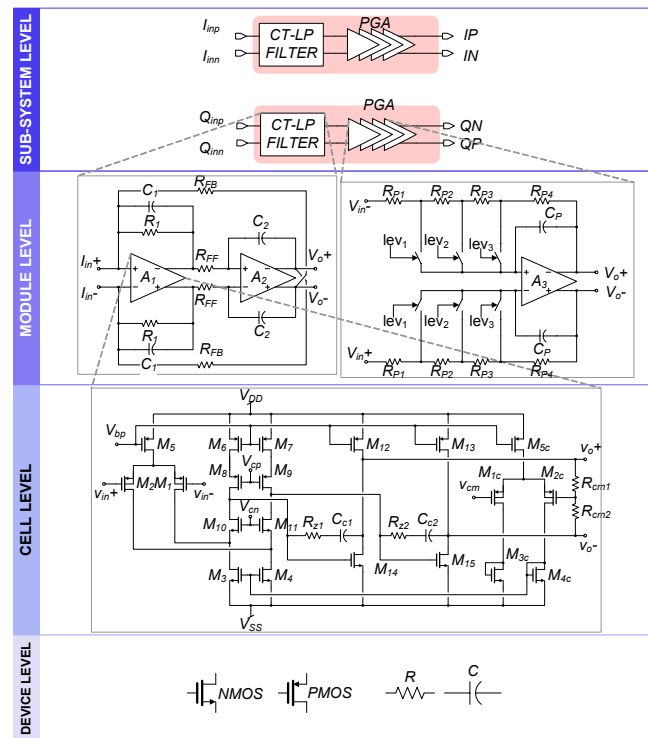 SUB-SYSTEM LEVEL
I_inp
I_inn
CT-LP
FILTER
PGA
IP
IN
Q_inp
Q_inn
CT-LP
FILTER
PGA
QN
QP
MODULE LEVEL
R_FB
C_1
R_1
I_in+
I_in-
A_1
R_FF
R_FF
C_2
A_2
C_2
V_o+
V_o-
R_1
C_1
R_FB
R_P1 R_P2 R_P3 R_P4
V_in-
C_P
lev_1 lev_2 lev_3
A_3
V_o+
V_o-
lev_1 lev_2 lev_3
C_P
V_in+
R_P1 R_P2 R_P3 R_P4
CELL LEVEL
V_DD
V_bp
M_5 M_6 M_7 M_12 M_13 M_5c
v_o+
M_8 V_cp M_9
M_1c M_2c
v_in+ M_2 M_1 v_in-
v_cm
R_cm1
V_cn
M_10 M_11
R_z1 C_c1
R_z2 C_c2
R_cm2
v_o-
M_3 M_4
M_14 M_15
M_3c
M_4c
V_SS
DEVICE LEVEL
NMOS
PMOS
R
C